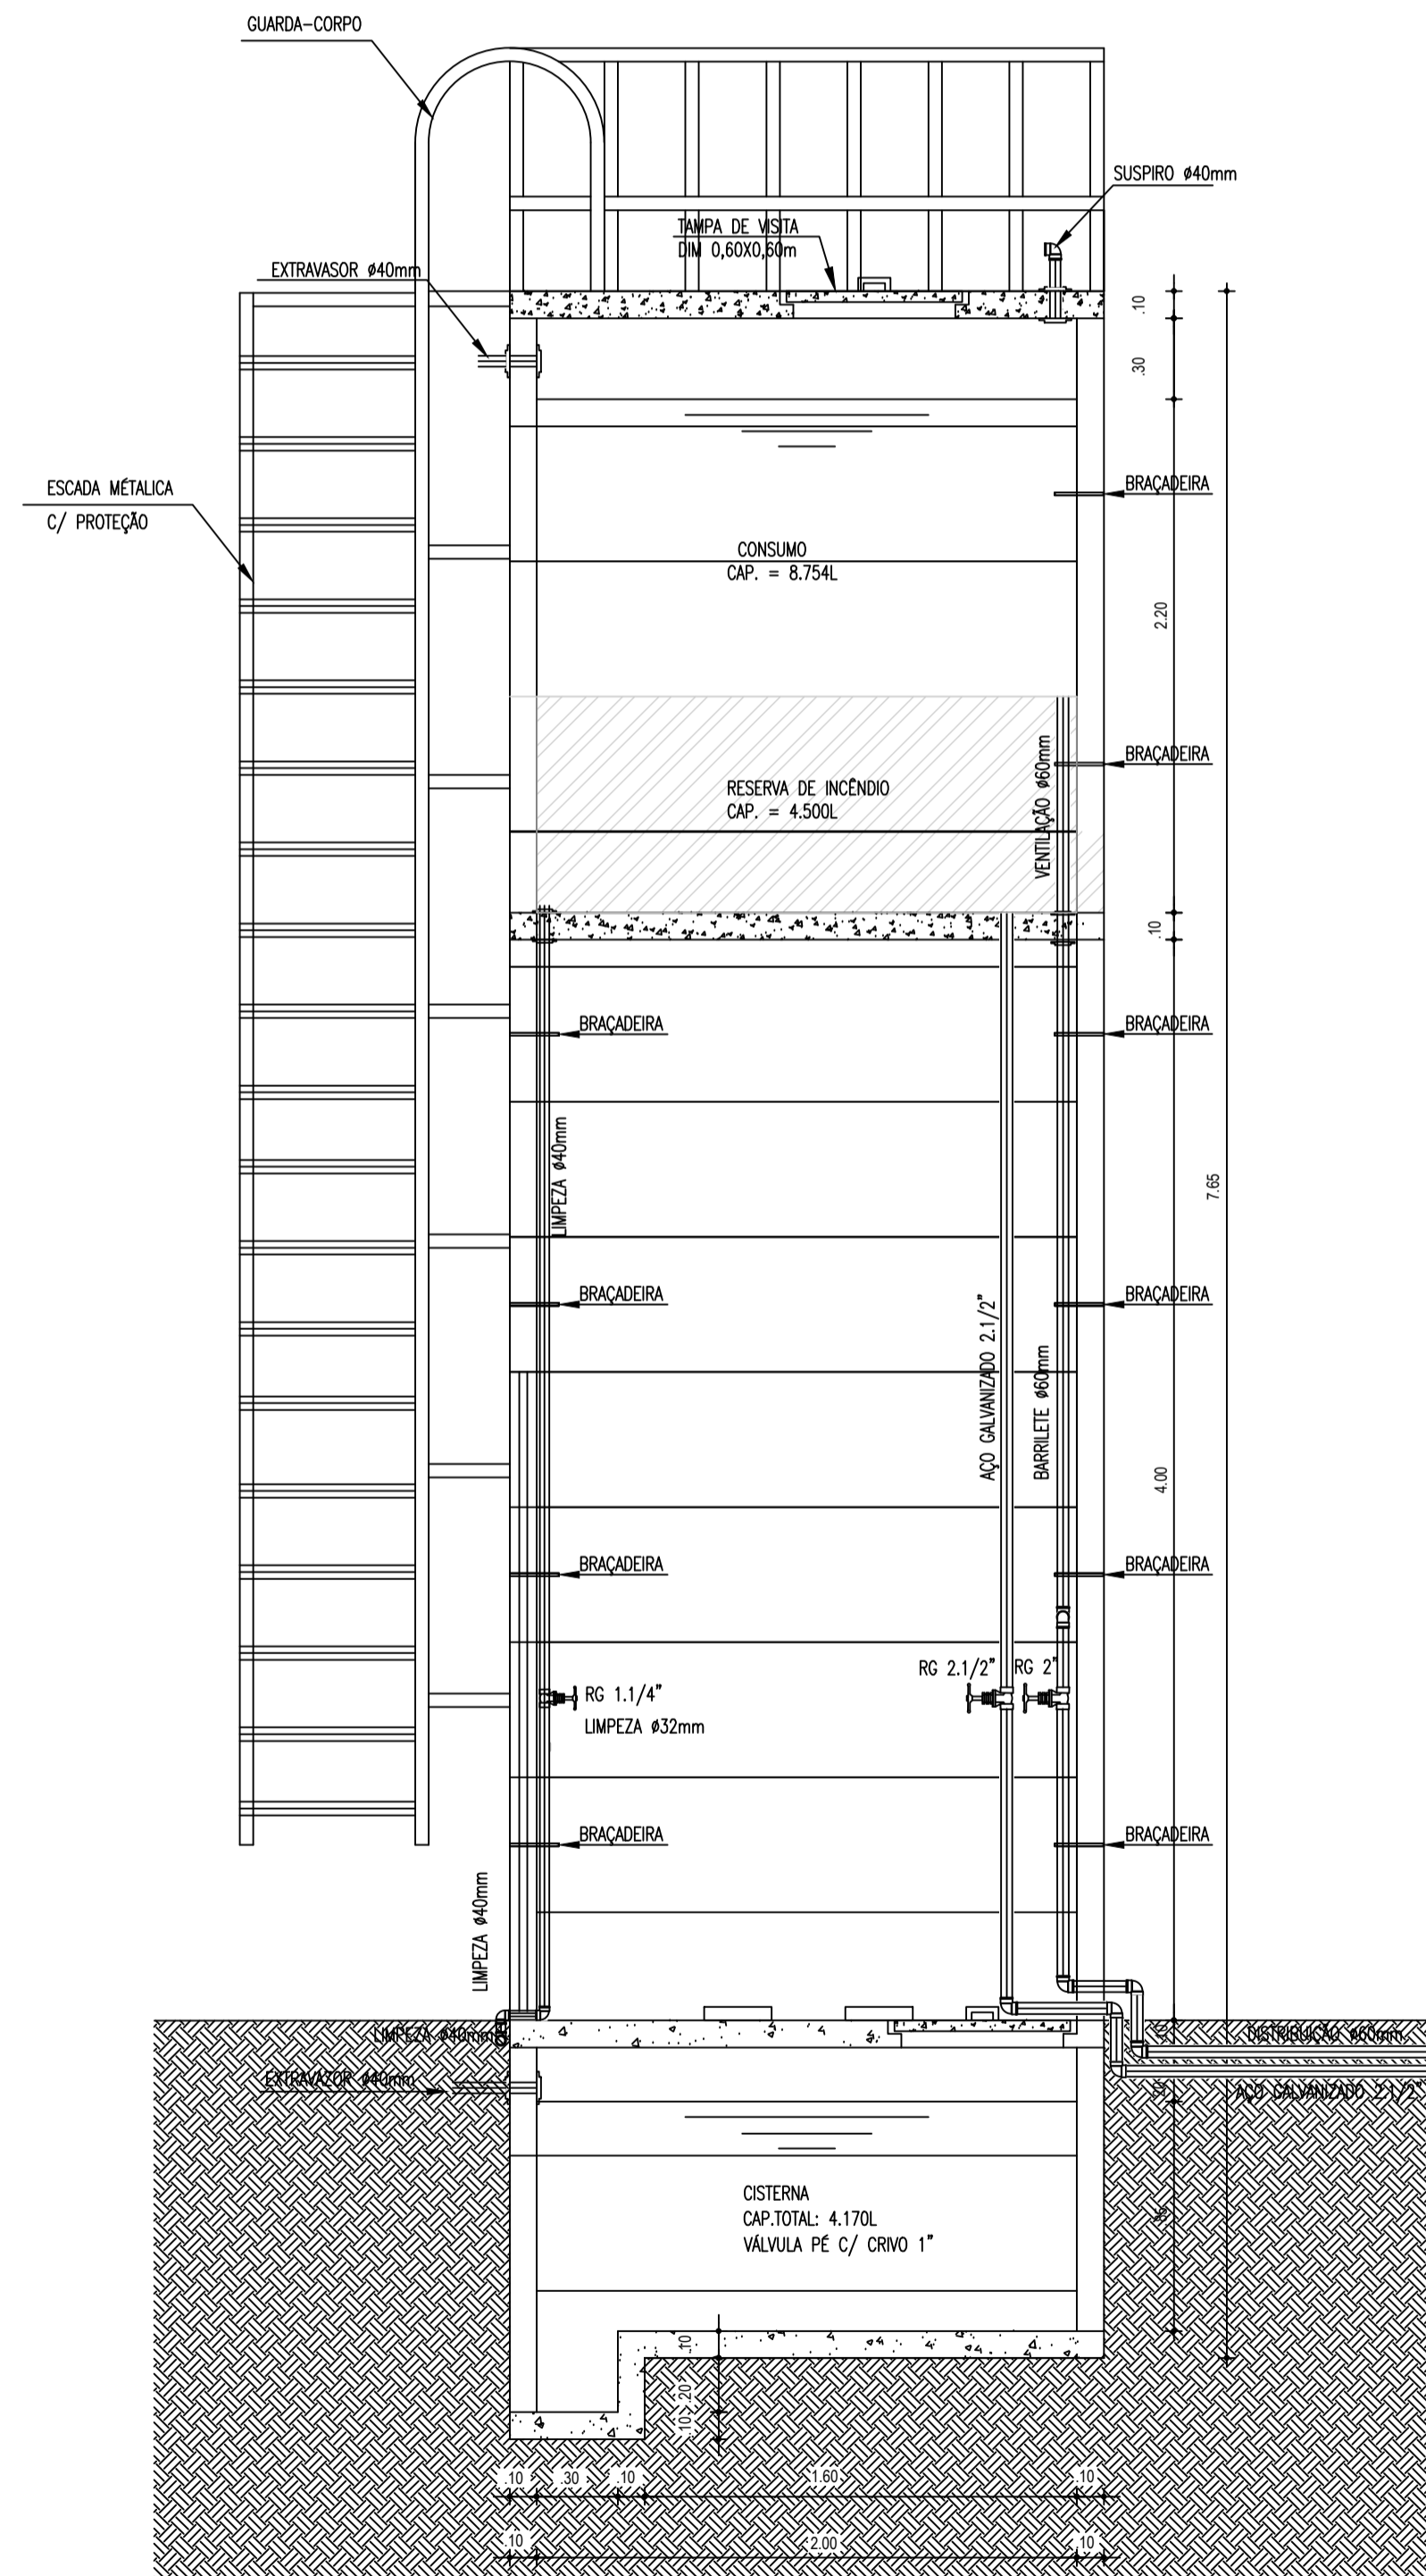 GUARDA-CORPO
SUSPIRO ø40mm
TAMPA DE VISITA
DIM 0,60X0,60m
EXTRAVASOR ø40mm
.10
.30
ESCADA MÉTALICA
C/ PROTEÇÃO
BRAÇADEIRA
CONSUMO
CAP. = 8.754L
2.20
BRAÇADEIRA
VENTILAÇÃO ø60mm
RESERVA DE INCÊNDIO
CAP. = 4.500L
.10
BRAÇADEIRA
BRAÇADEIRA
LIMPEZA ø40mm
7.65
BRAÇADEIRA
BRAÇADEIRA
AÇO GALVANIZADO 2.1/2"
BARRILETE ø60mm
4.00
BRAÇADEIRA
BRAÇADEIRA
RG 2.1/2"
RG 2"
RG 1.1/4"
LIMPEZA ø32mm
BRAÇADEIRA
BRAÇADEIRA
LIMPEZA ø40mm
LIMPEZA ø40mm
.10
DISTRIBUIÇÃO ø60mm
EXTRAVAZOR ø40mm
.20
AÇO GALVANIZADO 2.1/2"
CISTERNA
CAP.TOTAL: 4.170L
VÁLVULA PÉ C/ CRIVO 1"
.10
.20
.10
.10
.30
.10
1.60
.10
.10
2.00
.10